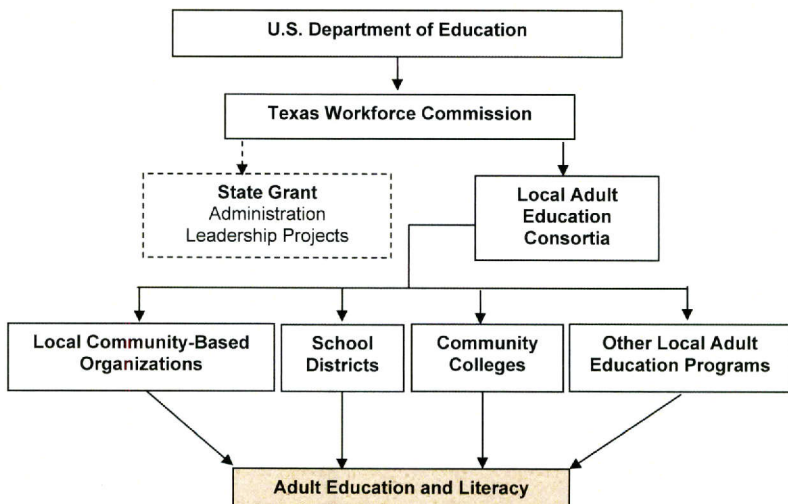 U.S. Department of Education
Texas Workforce Commission
State Grant
Administration
Leadership Projects
Local Adult
Education
Consortia
Local Community-Based
Organizations
School
Districts
Community
Colleges
Other Local Adult
Education Programs
Adult Education and Literacy